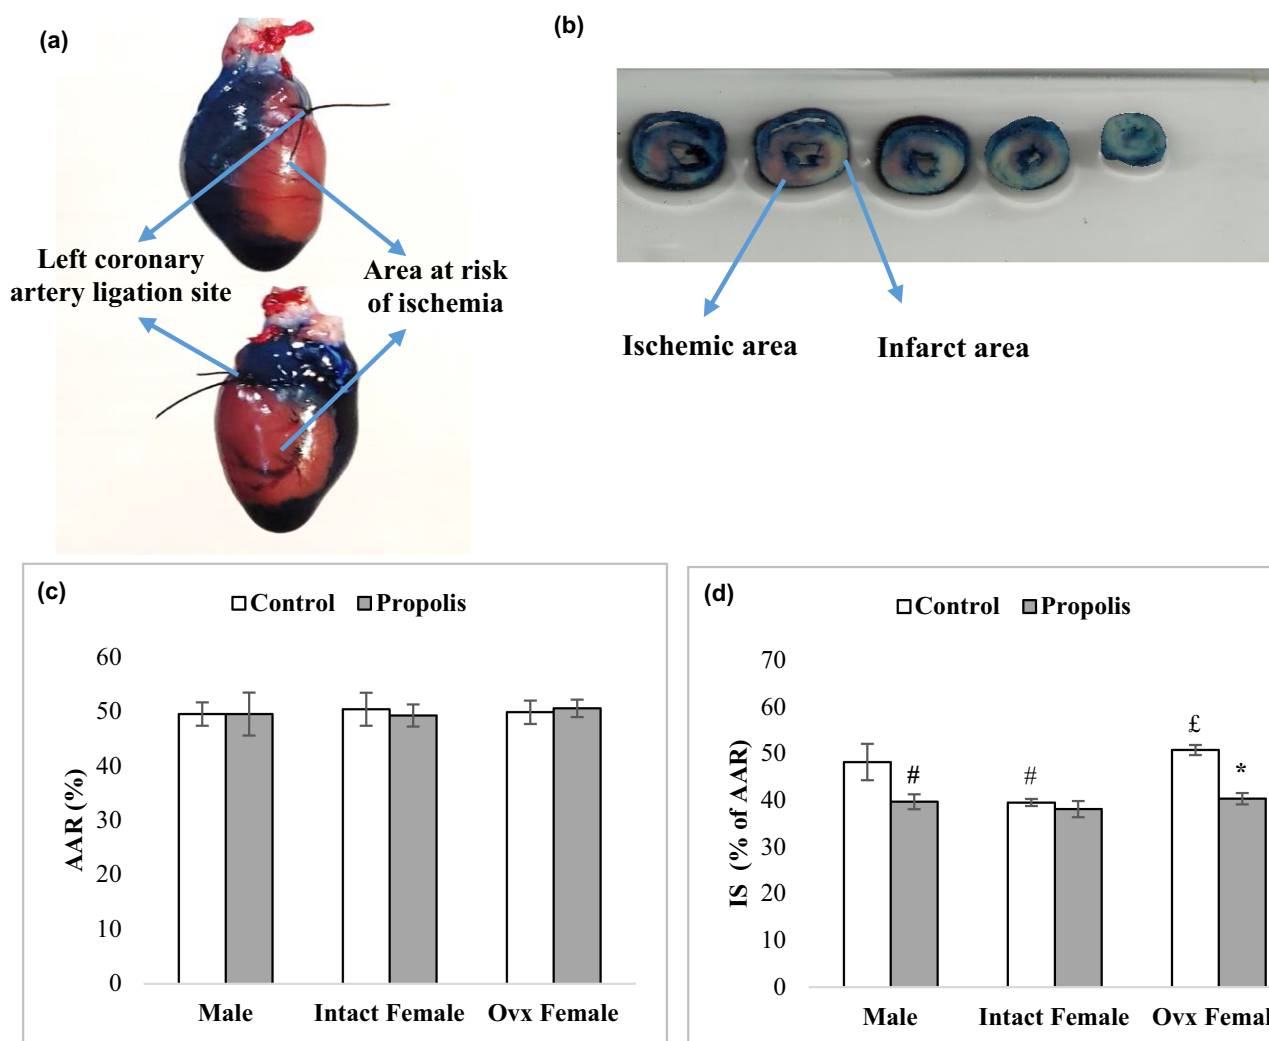 (a)
(b)
Left coronary
artery ligation site
Area at risk
of ischemia
Ischemic area
Infarct area
(c)
Control
Propolis
60
50
40
30
20
10
0
AAR (%)
#
Male
Intact Female
Ovx Female
(d)
Control
Propolis
70
60
50
40
30
20
10
0
IS (% of AAR)
#
£
*
Male
Intact Female
Ovx Femal